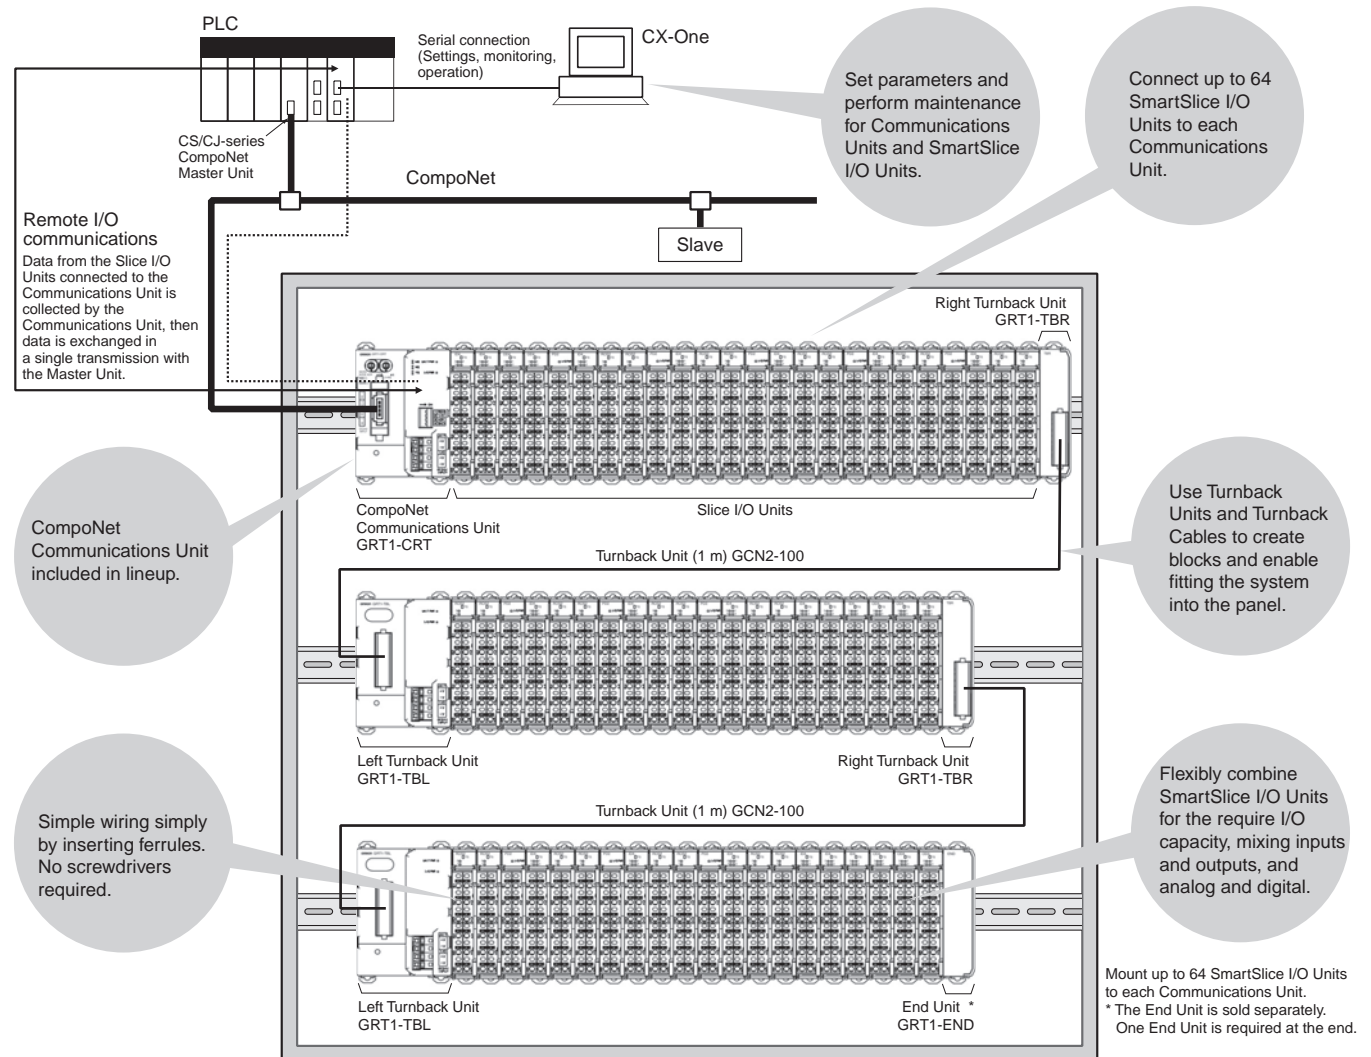 PLC
Serial connection
(Settings, monitoring,
operation)
CX-One
CS/CJ-series
CompoNet
Master Unit
CompoNet
Slave
Remote I/O
communications
Data from the Slice I/O
Units connected to the
Communications Unit is
collected by the
Communications Unit, then
data is exchanged in
a single transmission with
the Master Unit.
Set parameters and
perform maintenance
for Communications
Units and SmartSlice
I/O Units.
Connect up to 64
SmartSlice I/O
Units to each
Communications
Unit.
Right Turnback Unit
GRT1-TBR
CompoNet
Communications Unit
GRT1-CRT
Slice I/O Units
Turnback Unit (1 m) GCN2-100
CompoNet
Communications Unit
included in lineup.
Use Turnback
Units and Turnback
Cables to create
blocks and enable
fitting the system
into the panel.
Left Turnback Unit
GRT1-TBL
Right Turnback Unit
GRT1-TBR
Turnback Unit (1 m) GCN2-100
Simple wiring simply
by inserting ferrules.
No screwdrivers
required.
Flexibly combine
SmartSlice I/O Units
for the require I/O
capacity, mixing inputs
and outputs, and
analog and digital.
Left Turnback Unit
GRT1-TBL
End Unit *
GRT1-END
Mount up to 64 SmartSlice I/O Units
to each Communications Unit.
* The End Unit is sold separately.
One End Unit is required at the end.